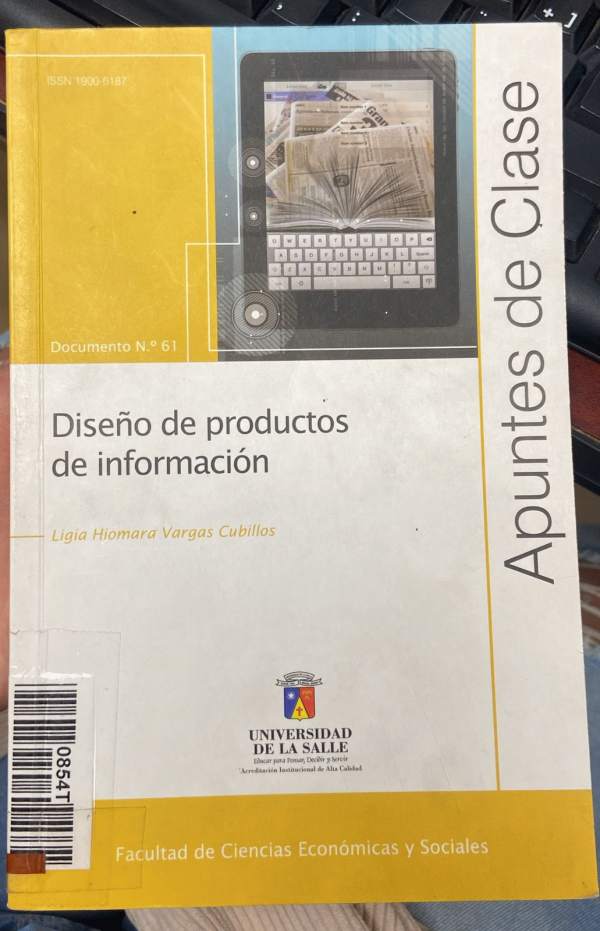 ISSN 1900-6187
Q W E R T Y U I O P
A S D F G H J K L
Z X C V B N M
Apuntes de Clase
Documento N.º 61
Diseño de productos
de información
Ligia Hiomara Vargas Cubillos
UNIVERSIDAD
DE LA SALLE
Educar para Pensar, Decidir y Servir
Acreditación Institucional de Alta Calidad
0854T
Facultad de Ciencias Económicas y Sociales